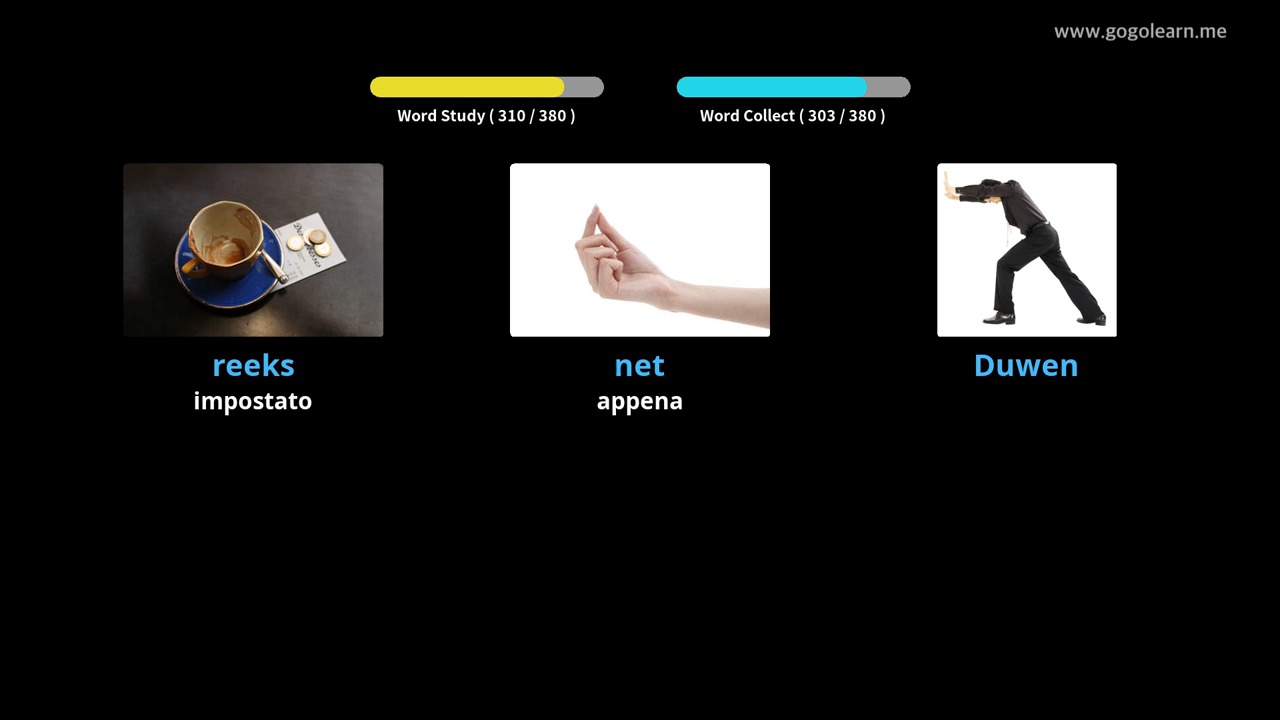 www.gogolearn.me
Word Study ( 310 / 380 )
Word Collect ( 303 / 380 )
reeks
impostato
net
appena
Duwen